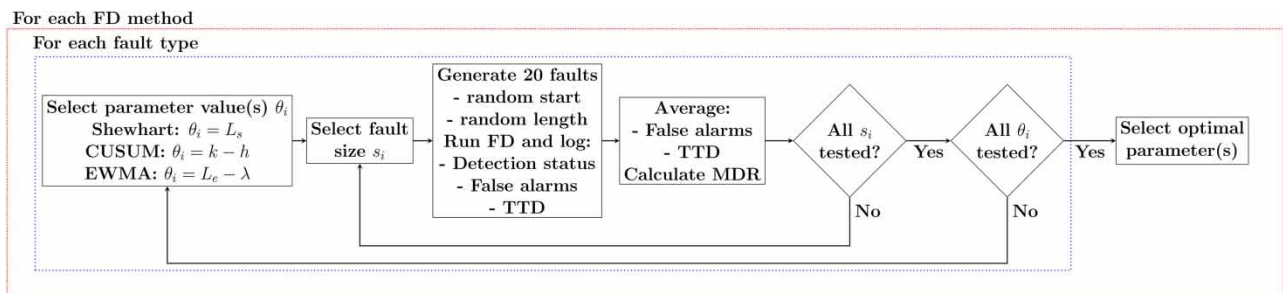 For each FD method
For each fault type
Select parameter value(s) θᵢ
Shewhart: θᵢ = Lₛ
CUSUM: θᵢ = k − h
EWMA: θᵢ = Lₑ − λ
Select fault
size sᵢ
Generate 20 faults
- random start
- random length
Run FD and log:
- Detection status
- False alarms
- TTD
Average:
- False alarms
- TTD
Calculate MDR
All sᵢ
tested?
Yes
No
All θᵢ
tested?
Yes
No
Select optimal
parameter(s)